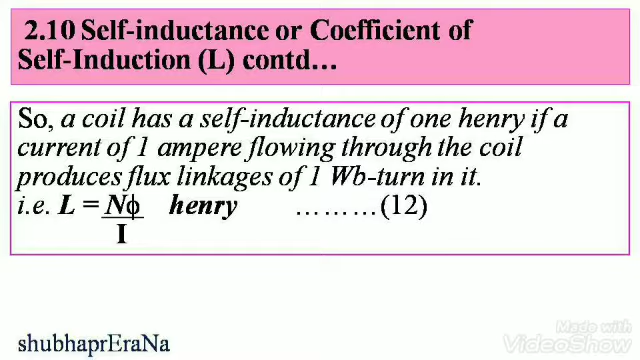 2.10 Self-inductance or Coefficient of
Self-Induction (L) contd...
So, a coil has a self-inductance of one henry if a
current of 1 ampere flowing through the coil
produces flux linkages of 1 Wb-turn in it.
i.e. L = Nϕ henry ………(12)
I
shubhaprEraNa
Made with
VideoShow